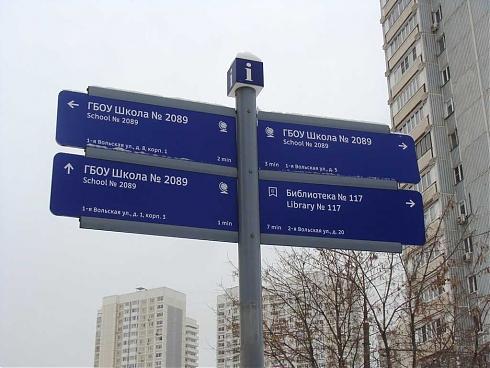 i
ГБОУ Школа № 2089
School № 2089
1-я Вольская ул., д. 8, корп. 1
2 min
ГБОУ Школа № 2089
School № 2089
3 min
1-я Вольская ул., д. 5
ГБОУ Школа № 2089
School № 2089
1-я Вольская ул., д. 1, корп. 3
1 min
Библиотека № 117
Library № 117
7 min
2-я Вольская ул., д. 20